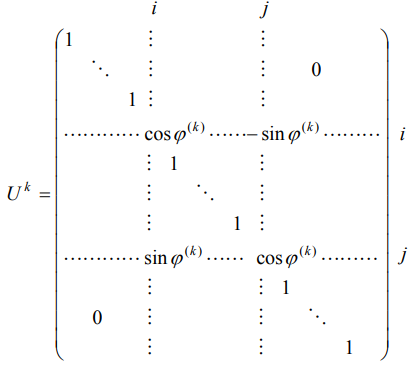 i j
1 ⋮ ⋮
⋱ ⋮ ⋮ 0
1 ⋮ ⋮
………… cos φ^(k) ……− sin φ^(k) ……… i
⋮ 1 ⋮
U^k = ⋮ ⋱ ⋮
⋮ 1 ⋮
………… sin φ^(k) …… cos φ^(k) ……… j
⋮ ⋮ 1
0 ⋮ ⋮ ⋱
⋮ ⋮ 1